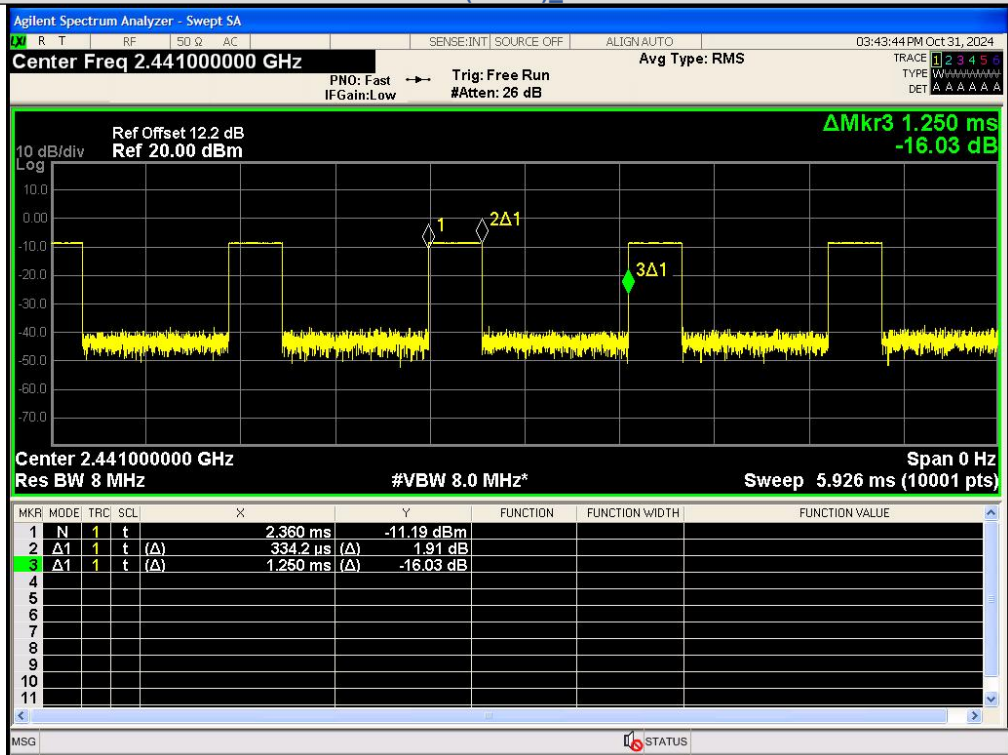 Agilent Spectrum Analyzer - Swept SA
LXI R T RF 50 Ω AC SENSE:INT SOURCE OFF ALIGN AUTO 03:43:44 PM Oct 31, 2024
Center Freq 2.441000000 GHz
Avg Type: RMS
TRACE 1 2 3 4 5 6
PNO: Fast Trig: Free Run
TYPE W
IFGain:Low #Atten: 26 dB
DET A A A A A A
ΔMkr3 1.250 ms
-16.03 dB
Ref Offset 12.2 dB
10 dB/div Ref 20.00 dBm
Log
10.0
0.00
-10.0
-20.0
-30.0
-40.0
-50.0
-60.0
-70.0
1
2Δ1
3Δ1
Center 2.441000000 GHz Span 0 Hz
Res BW 8 MHz #VBW 8.0 MHz* Sweep 5.926 ms (10001 pts)
MKR MODE TRC SCL X Y FUNCTION FUNCTION WIDTH FUNCTION VALUE
1 N 1 t 2.360 ms -11.19 dBm
2 Δ1 1 t (Δ) 334.2 µs (Δ) 1.91 dB
3 Δ1 1 t (Δ) 1.250 ms (Δ) -16.03 dB
4
5
6
7
8
9
10
11
MSG STATUS